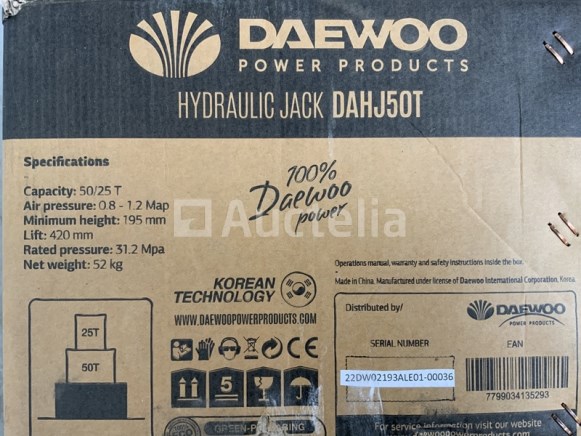 DAEWOO
POWER PRODUCTS
HYDRAULIC JACK DAHJ50T
Specifications
Capacity: 50/25 T
Air pressure: 0.8 - 1.2 Map
Minimum height: 195 mm
Lift: 420 mm
Rated pressure: 31.2 Mpa
Net weight: 52 kg
100%
Daewoo
power
Auctelia
Operations manual, warranty and safety instructions inside the box.
Made in China. Manufactured under license of Daewoo International Corporation, Korea
KOREAN
TECHNOLOGY
WWW.DAEWOOPOWERPRODUCTS.COM
25T
50T
5
CE
Distributed by/
DAEWOO
POWER PRODUCTS
SERIAL NUMBER
EAN
22DW02193ALE01-00036
7799034135293
For service information visit our website